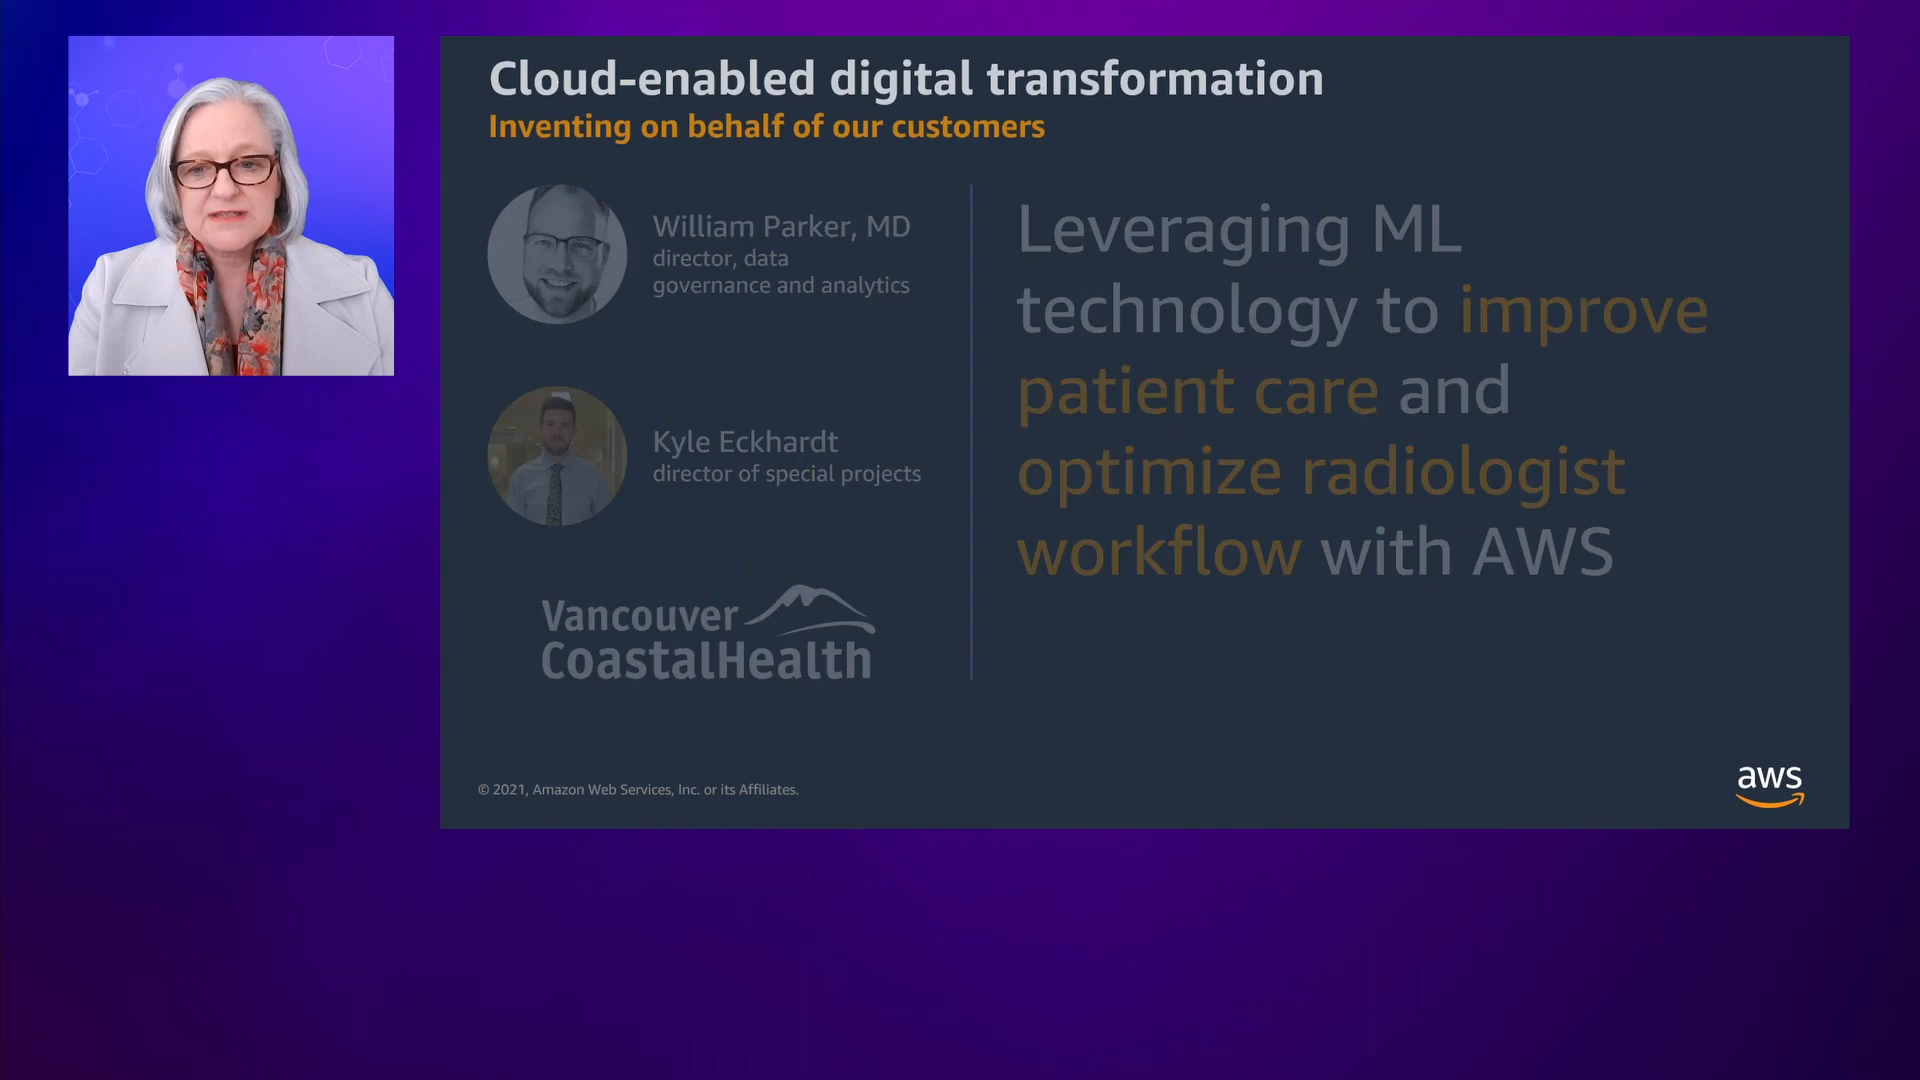 Cloud-enabled digital transformation
Inventing on behalf of our customers
William Parker, MD
director, data
governance and analytics
Kyle Eckhardt
director of special projects
Vancouver
CoastalHealth
Leveraging ML
technology to improve
patient care and
optimize radiologist
workflow with AWS
© 2021, Amazon Web Services, Inc. or its Affiliates.
aws